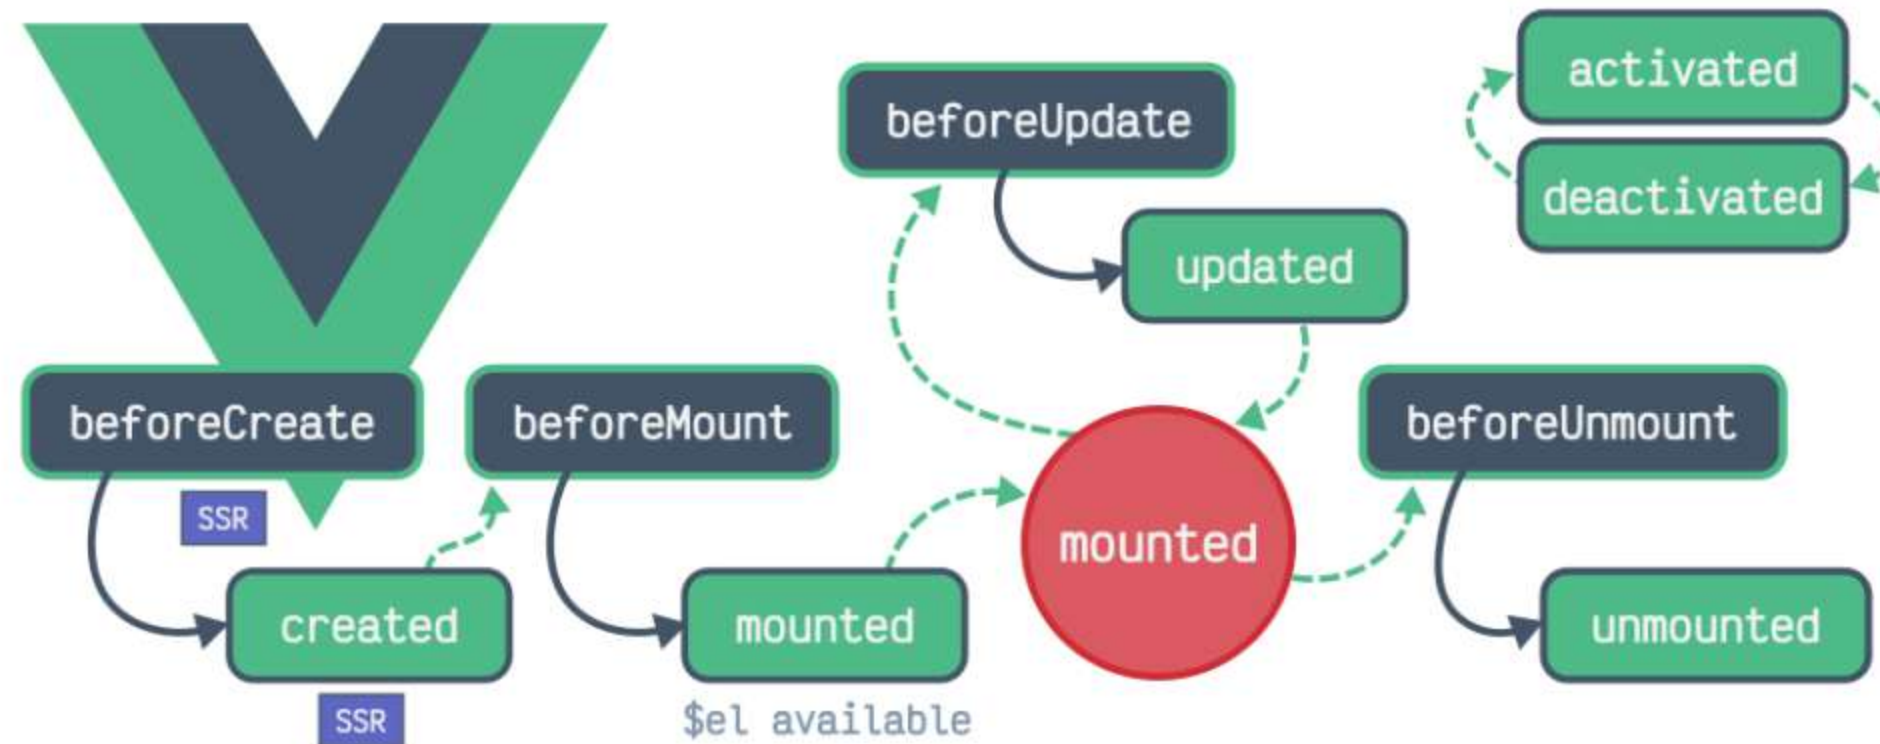 activated
beforeUpdate
deactivated
updated
beforeCreate
beforeMount
beforeUnmount
SSR
mounted
created
mounted
unmounted
SSR
$el available